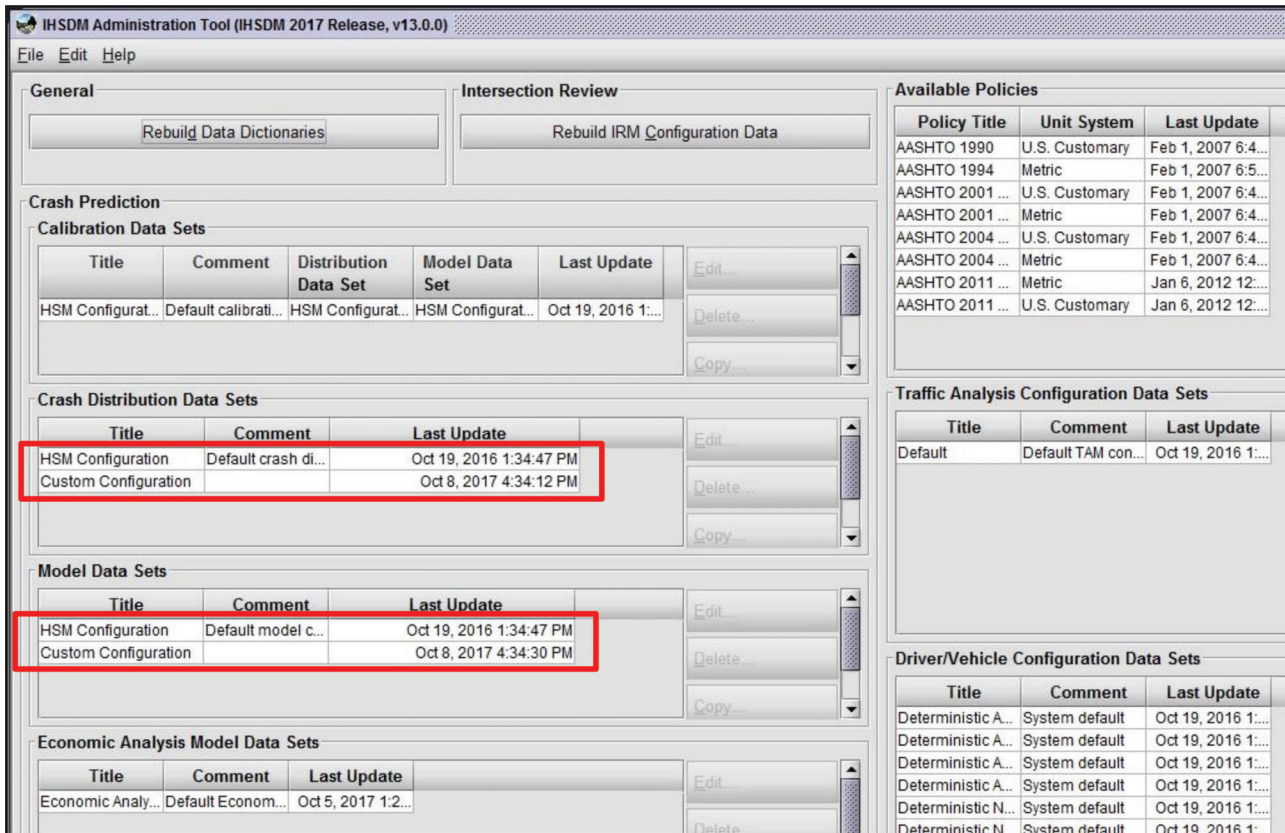 IHSDM Administration Tool (IHSDM 2017 Release, v13.0.0)
File Edit Help
General
Rebuild Data Dictionaries
Intersection Review
Rebuild IRM Configuration Data
Crash Prediction
Calibration Data Sets
Title Comment Distribution Data Set Model Data Set Last Update
HSM Configurat... Default calibrati... HSM Configurat... HSM Configurat... Oct 19, 2016 1:...
Edit...
Delete...
Copy...
Crash Distribution Data Sets
Title Comment Last Update
HSM Configuration Default crash di... Oct 19, 2016 1:34:47 PM
Custom Configuration Oct 8, 2017 4:34:12 PM
Edit...
Delete...
Copy...
Model Data Sets
Title Comment Last Update
HSM Configuration Default model c... Oct 19, 2016 1:34:47 PM
Custom Configuration Oct 8, 2017 4:34:30 PM
Edit...
Delete...
Copy...
Economic Analysis Model Data Sets
Title Comment Last Update
Economic Analy... Default Econom... Oct 5, 2017 1:2...
Edit...
Delete...
Available Policies
Policy Title Unit System Last Update
AASHTO 1990 U.S. Customary Feb 1, 2007 6:4...
AASHTO 1994 Metric Feb 1, 2007 6:5...
AASHTO 2001 ... U.S. Customary Feb 1, 2007 6:4...
AASHTO 2001 ... Metric Feb 1, 2007 6:4...
AASHTO 2004 ... U.S. Customary Feb 1, 2007 6:4...
AASHTO 2004 ... Metric Feb 1, 2007 6:4...
AASHTO 2011 ... Metric Jan 6, 2012 12:...
AASHTO 2011 ... U.S. Customary Jan 6, 2012 12:...
Traffic Analysis Configuration Data Sets
Title Comment Last Update
Default Default TAM con... Oct 19, 2016 1:...
Driver/Vehicle Configuration Data Sets
Title Comment Last Update
Deterministic A... System default Oct 19, 2016 1:...
Deterministic A... System default Oct 19, 2016 1:...
Deterministic A... System default Oct 19, 2016 1:...
Deterministic A... System default Oct 19, 2016 1:...
Deterministic N... System default Oct 19, 2016 1:...
Deterministic N... System default Oct 19, 2016 1:...